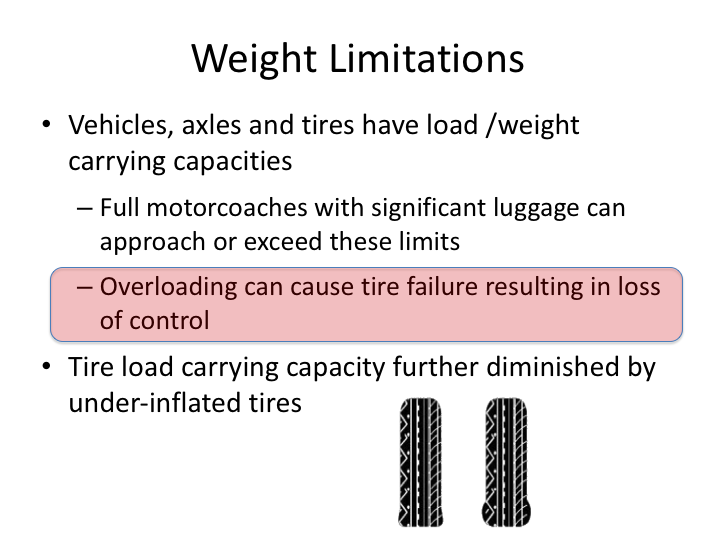 Weight Limitations
• Vehicles, axles and tires have load /weight
carrying capacities
– Full motorcoaches with significant luggage can
approach or exceed these limits
– Overloading can cause tire failure resulting in loss
of control
• Tire load carrying capacity further diminished by
under-inflated tires